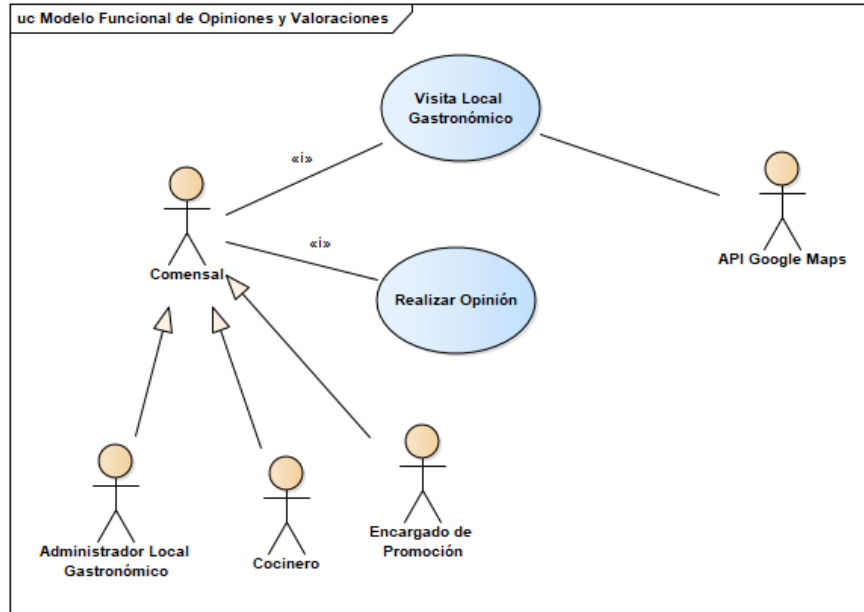 uc Modelo Funcional de Opiniones y Valoraciones
Visita Local
Gastronómico
«i»
API Google Maps
«i»
Comensal
Realizar Opinión
Administrador Local
Gastronómico
Cocinero
Encargado de
Promoción